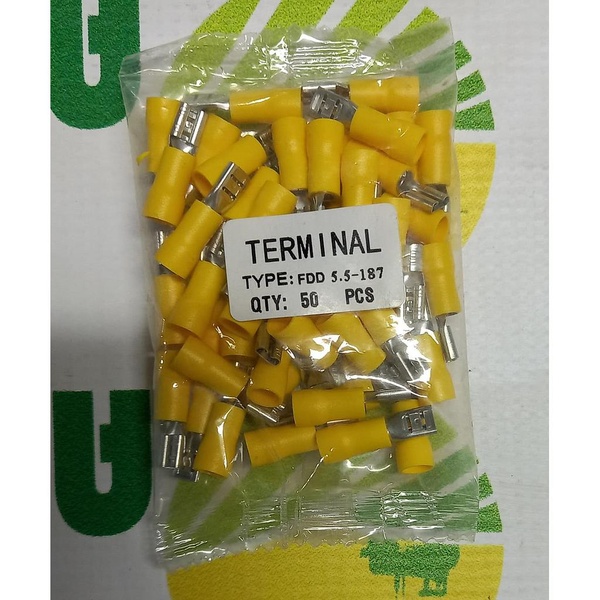 TERMINAL
TYPE: FDD 5.5-187
QTY: 50 PCS